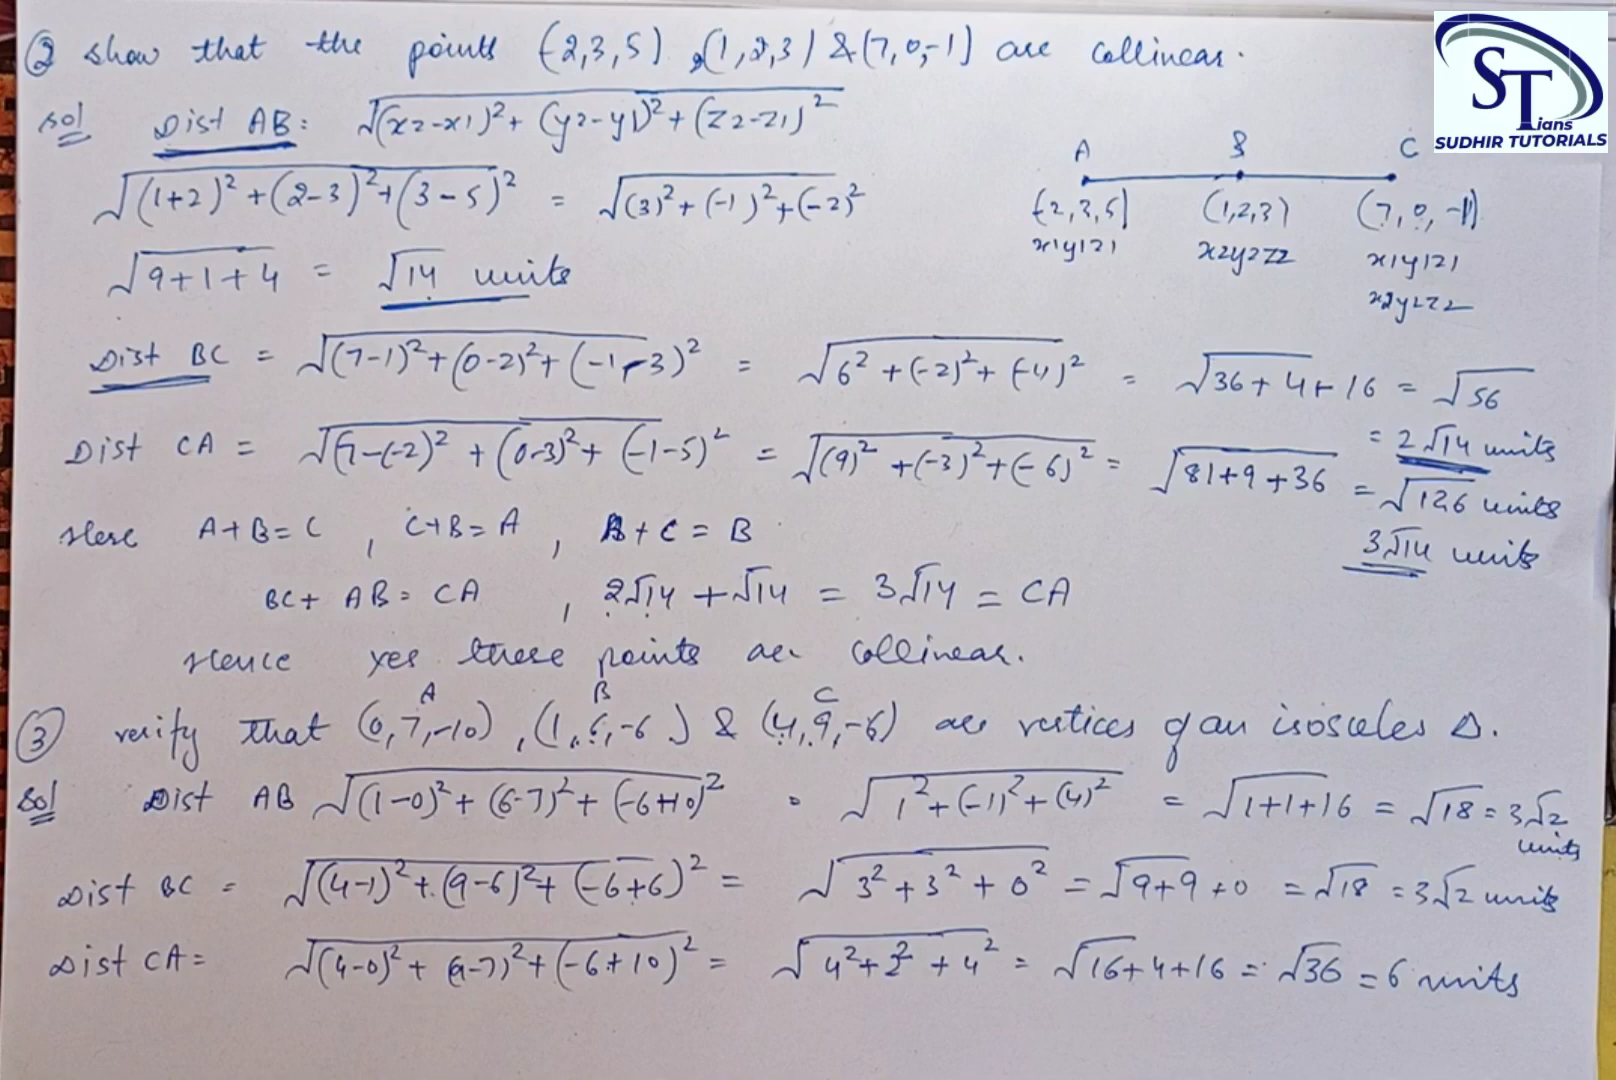 ② show that the points (-2,3,5), (1,2,3) & (7,0,-1) are collinear.
ST ians
SUDHIR TUTORIALS
sol Dist AB: √(x2-x1)²+(y2-y1)²+(z2-z1)²
A B C
√(1+2)²+(2-3)²+(3-5)² = √(3)²+(-1)²+(-2)²
(-2,3,5) (1,2,3) (7,0,-1)
x1y1z1 x2y2z2 x1y1z1
x2y2z2
√9+1+4 = √14 units
Dist BC = √(7-1)²+(0-2)²+(-1-3)² = √6²+(-2)²+(-4)² = √36+4+16 = √56
= 2√14 units
Dist CA = √(7-(-2)² + (0-3)²+(-1-5)² = √(9)²+(-3)²+(-6)² = √81+9+36 = √126 units
3√14 units
Here A+B=C, C+B=A, A+C=B
BC+AB=CA, 2√14+√14 = 3√14 = CA
Hence yes these points are collinear.
A B C
③ verify that (0,7,-10), (1,6,-6) & (4,9,-6) are vertices of an isosceles Δ.
Sol Dist AB √(1-0)²+(6-7)²+(-6+10)² = √1²+(-1)²+(4)² = √1+1+16 = √18 = 3√2
units
Dist BC = √(4-1)²+(9-6)²+(-6+6)² = √3²+3²+0² = √9+9+0 = √18 = 3√2 units
Dist CA = √(4-0)²+(9-7)²+(-6+10)² = √4²+2²+4² = √16+4+16 = √36 = 6 units